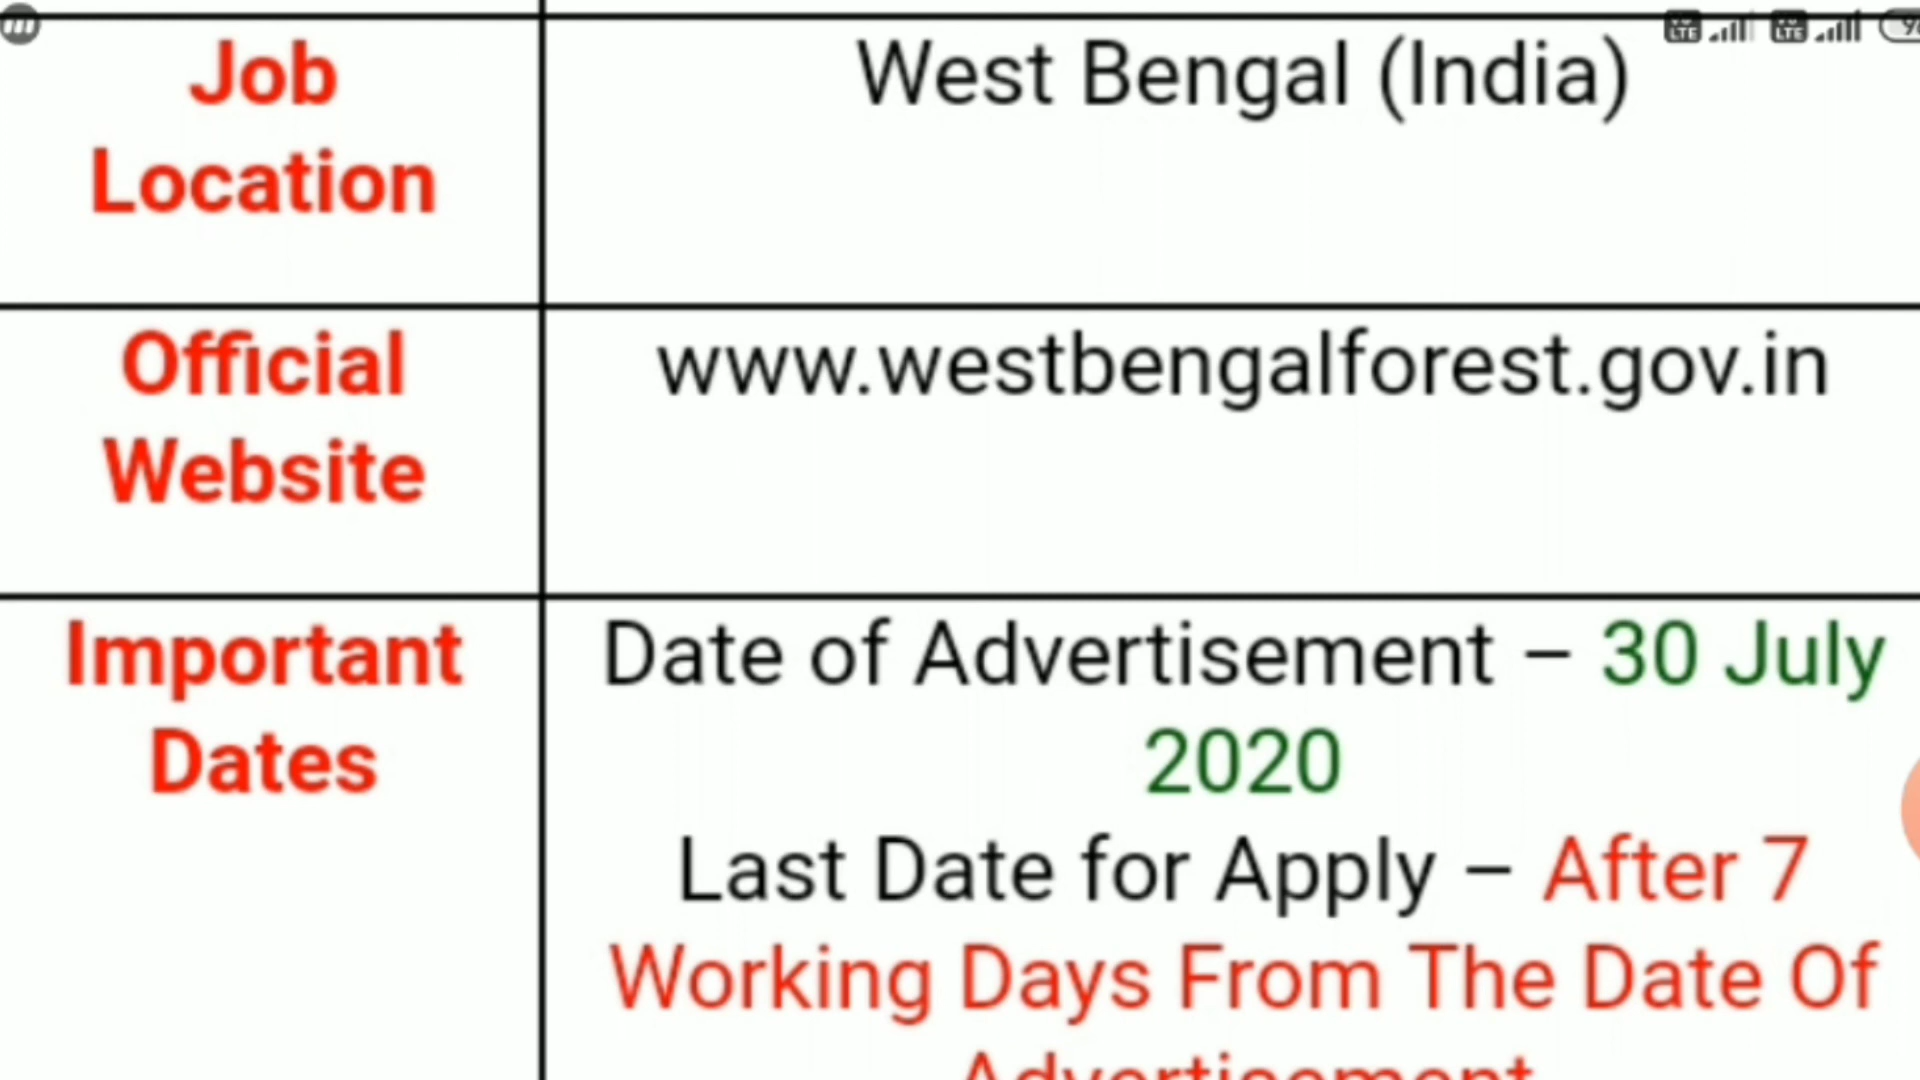 Job
Location
West Bengal (India)
Official
Website
www.westbengalforest.gov.in
Important
Dates
Date of Advertisement – 30 July
2020
Last Date for Apply – After 7
Working Days From The Date Of
Advertisement